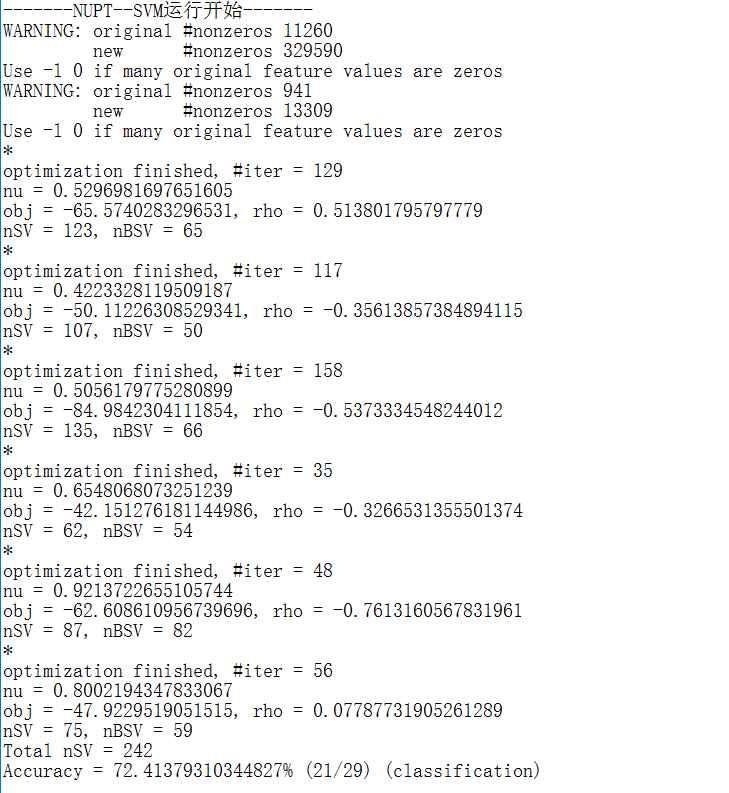 -------NUPT--SVM运行开始-------
WARNING: original #nonzeros 11260
         new      #nonzeros 329590
Use -l 0 if many original feature values are zeros
WARNING: original #nonzeros 941
         new      #nonzeros 13309
Use -l 0 if many original feature values are zeros
*
optimization finished, #iter = 129
nu = 0.5296981697651605
obj = -65.5740283296531, rho = 0.513801795797779
nSV = 123, nBSV = 65
*
optimization finished, #iter = 117
nu = 0.4223328119509187
obj = -50.11226308529341, rho = -0.35613857384894115
nSV = 107, nBSV = 50
*
optimization finished, #iter = 158
nu = 0.5056179775280899
obj = -84.9842304111854, rho = -0.5373334548244012
nSV = 135, nBSV = 66
*
optimization finished, #iter = 35
nu = 0.6548068073251239
obj = -42.151276181144986, rho = -0.3266531355501374
nSV = 62, nBSV = 54
*
optimization finished, #iter = 48
nu = 0.9213722655105744
obj = -62.608610956739696, rho = -0.7613160567831961
nSV = 87, nBSV = 82
*
optimization finished, #iter = 56
nu = 0.8002194347833067
obj = -47.9229519051515, rho = 0.07787731905261289
nSV = 75, nBSV = 59
Total nSV = 242
Accuracy = 72.41379310344827% (21/29) (classification)